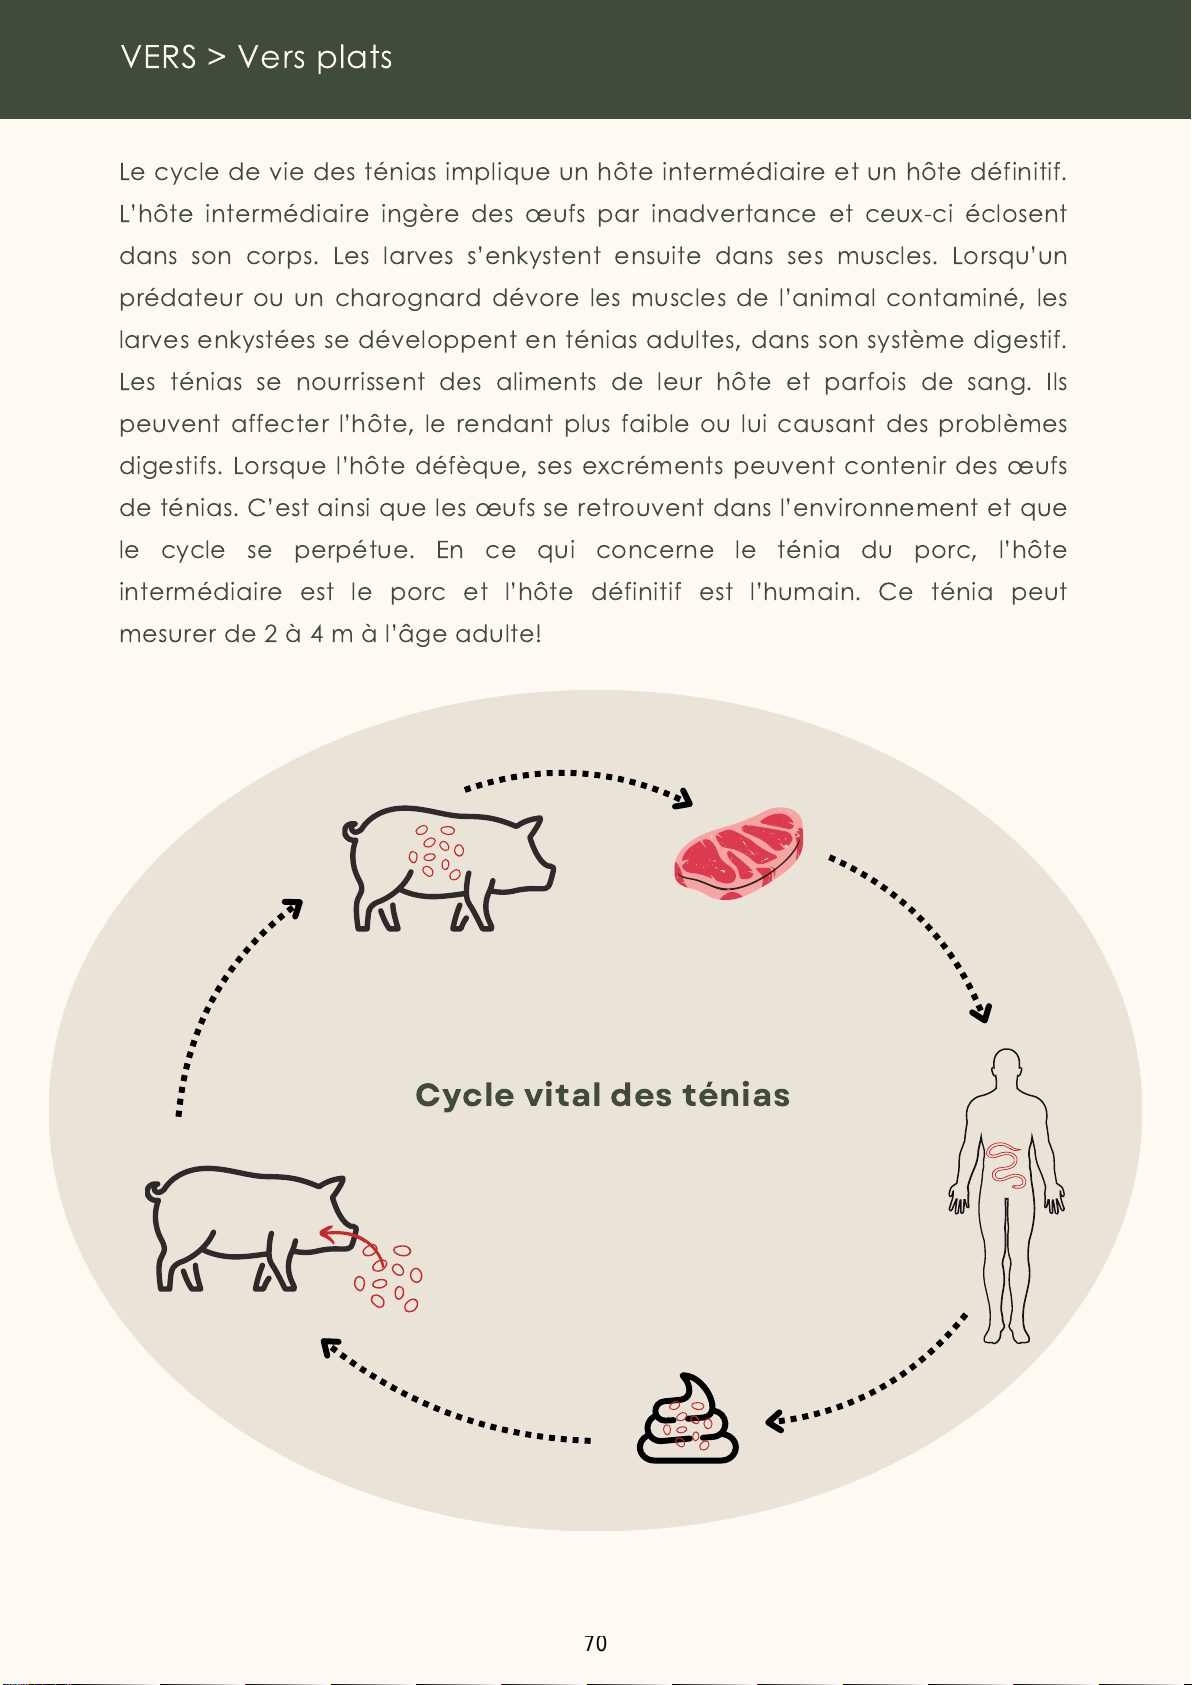 VERS > Vers plats
Le cycle de vie des ténias implique un hôte intermédiaire et un hôte définitif.
L'hôte intermédiaire ingère des œufs par inadvertance et ceux-ci éclosent
dans son corps. Les larves s'enkystent ensuite dans ses muscles. Lorsqu'un
prédateur ou un charognard dévore les muscles de l'animal contaminé, les
larves enkystées se développent en ténias adultes, dans son système digestif.
Les ténias se nourrissent des aliments de leur hôte et parfois de sang. Ils
peuvent affecter l'hôte, le rendant plus faible ou lui causant des problèmes
digestifs. Lorsque l'hôte défèque, ses excréments peuvent contenir des œufs
de ténias. C'est ainsi que les œufs se retrouvent dans l'environnement et que
le cycle se perpétue. En ce qui concerne le ténia du porc, l'hôte
intermédiaire est le porc et l'hôte définitif est l'humain. Ce ténia peut
mesurer de 2 à 4 m à l'âge adulte!
Cycle vital des ténias
70